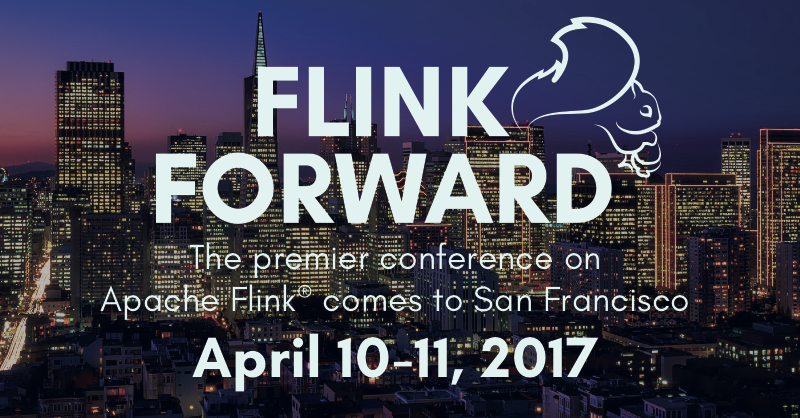 FLINK
FORWARD
The premier conference on
Apache Flink® comes to San Francisco
April 10-11, 2017